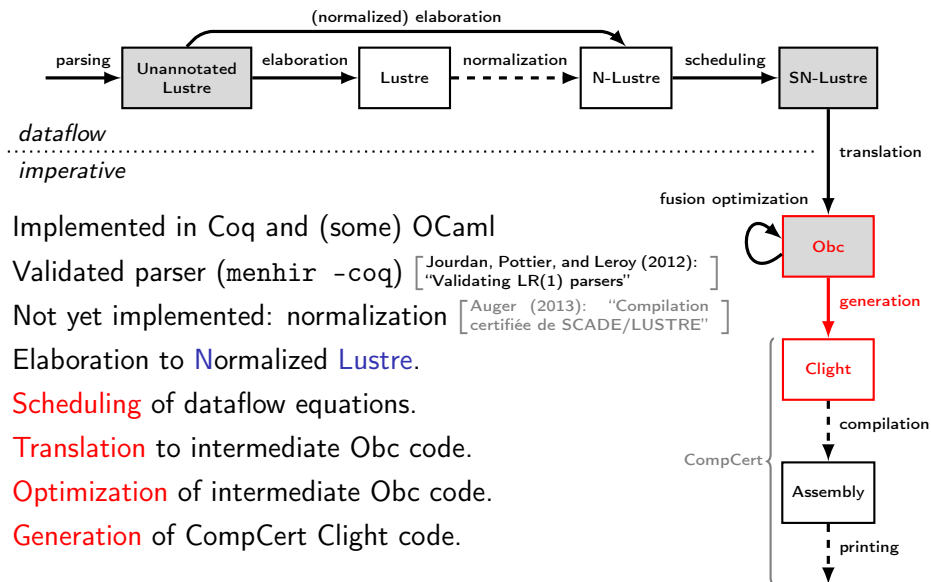 (normalized) elaboration
parsing
Unannotated
Lustre
elaboration
Lustre
normalization
N-Lustre
scheduling
SN-Lustre
dataflow
imperative
translation
fusion optimization
Obc
generation
Clight
compilation
CompCert
Assembly
printing
Implemented in Coq and (some) OCaml
Validated parser (menhir -coq) [Jourdan, Pottier, and Leroy (2012):
“Validating LR(1) parsers”]
Not yet implemented: normalization [Auger (2013): “Compilation
certifiée de SCADE/LUSTRE”]
Elaboration to Normalized Lustre.
Scheduling of dataflow equations.
Translation to intermediate Obc code.
Optimization of intermediate Obc code.
Generation of CompCert Clight code.